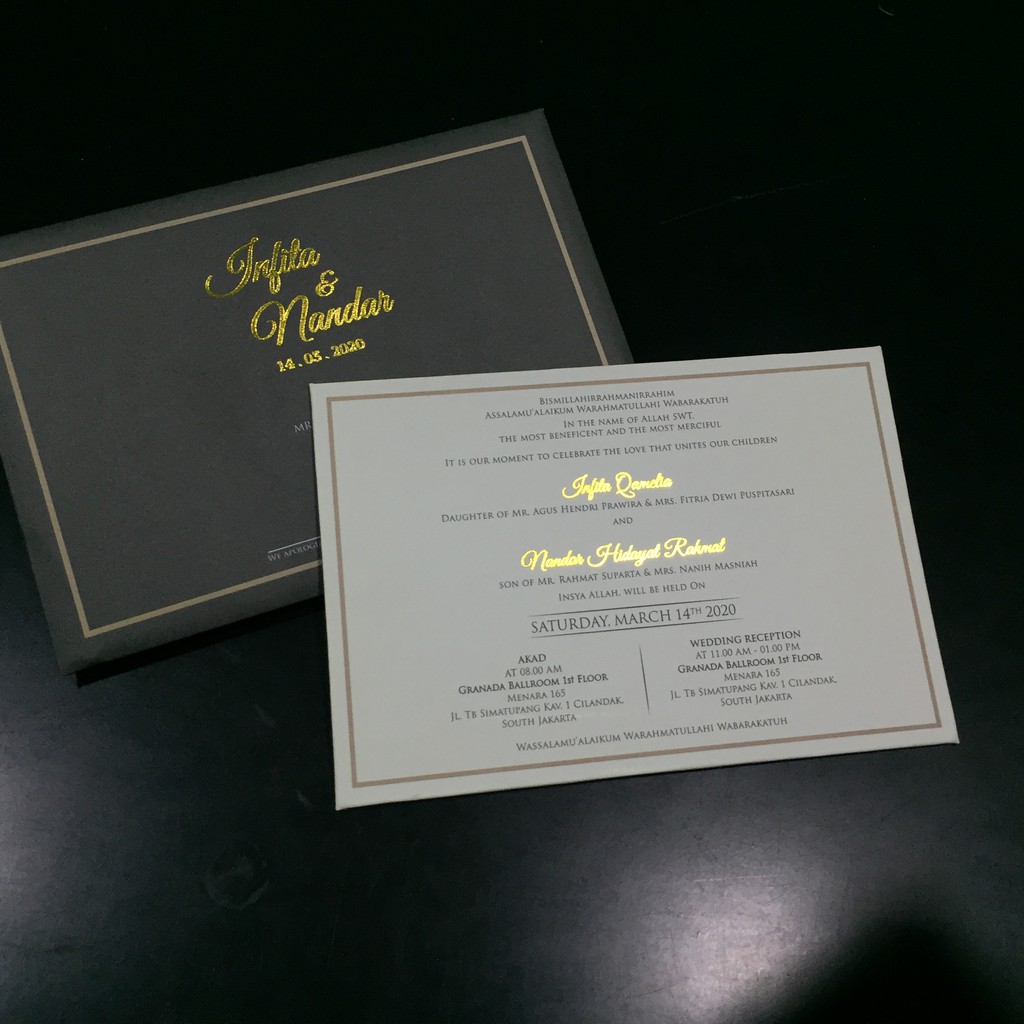 Infita
&
Nandar
14.03.2020
MR
WE APOLOGI
BISMILLAHIRRAHMANIRRAHIM
ASSALAMU'ALAIKUM WARAHMATULLAHI WABARAKATUH
IN THE NAME OF ALLAH SWT.
THE MOST BENEFICENT AND THE MOST MERCIFUL
IT IS OUR MOMENT TO CELEBRATE THE LOVE THAT UNITES OUR CHILDREN
Infita Qamelia
DAUGHTER OF MR. AGUS HENDRI PRAWIRA & MRS. FITRIA DEWI PUSPITASARI
AND
Nandar Hidayat Rahmat
SON OF MR. RAHMAT SUPARTA & MRS. NANIH MASNIAH
INSYA ALLAH, WILL BE HELD ON
SATURDAY, MARCH 14TH 2020
AKAD
AT 08.00 AM
GRANADA BALLROOM 1st FLOOR
MENARA 165
JL. TB SIMATUPANG KAV. 1 CILANDAK,
SOUTH JAKARTA
WEDDING RECEPTION
AT 11.00 AM - 01.00 PM
GRANADA BALLROOM 1st FLOOR
MENARA 165
JL. TB SIMATUPANG KAV. 1 CILANDAK,
SOUTH JAKARTA
WASSALAMU'ALAIKUM WARAHMATULLAHI WABARAKATUH